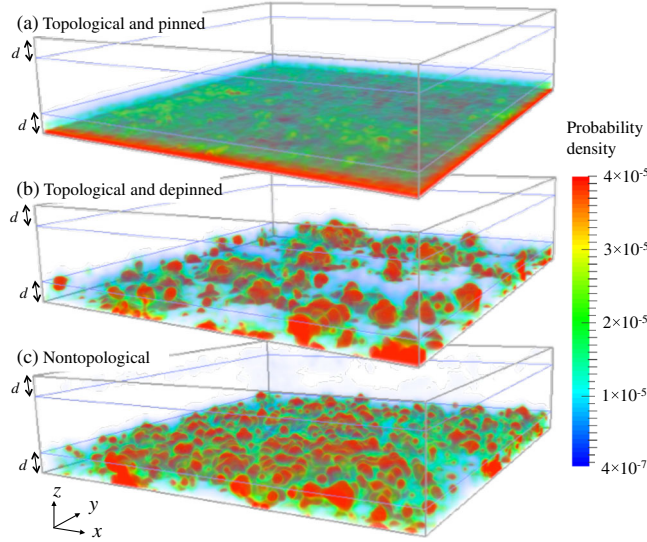 (a) Topological and pinned
d
d
Probability density
4×10⁻⁵
3×10⁻⁵
2×10⁻⁵
1×10⁻⁵
4×10⁻⁷
(b) Topological and depinned
d
d
(c) Nontopological
d
d
z
y
x